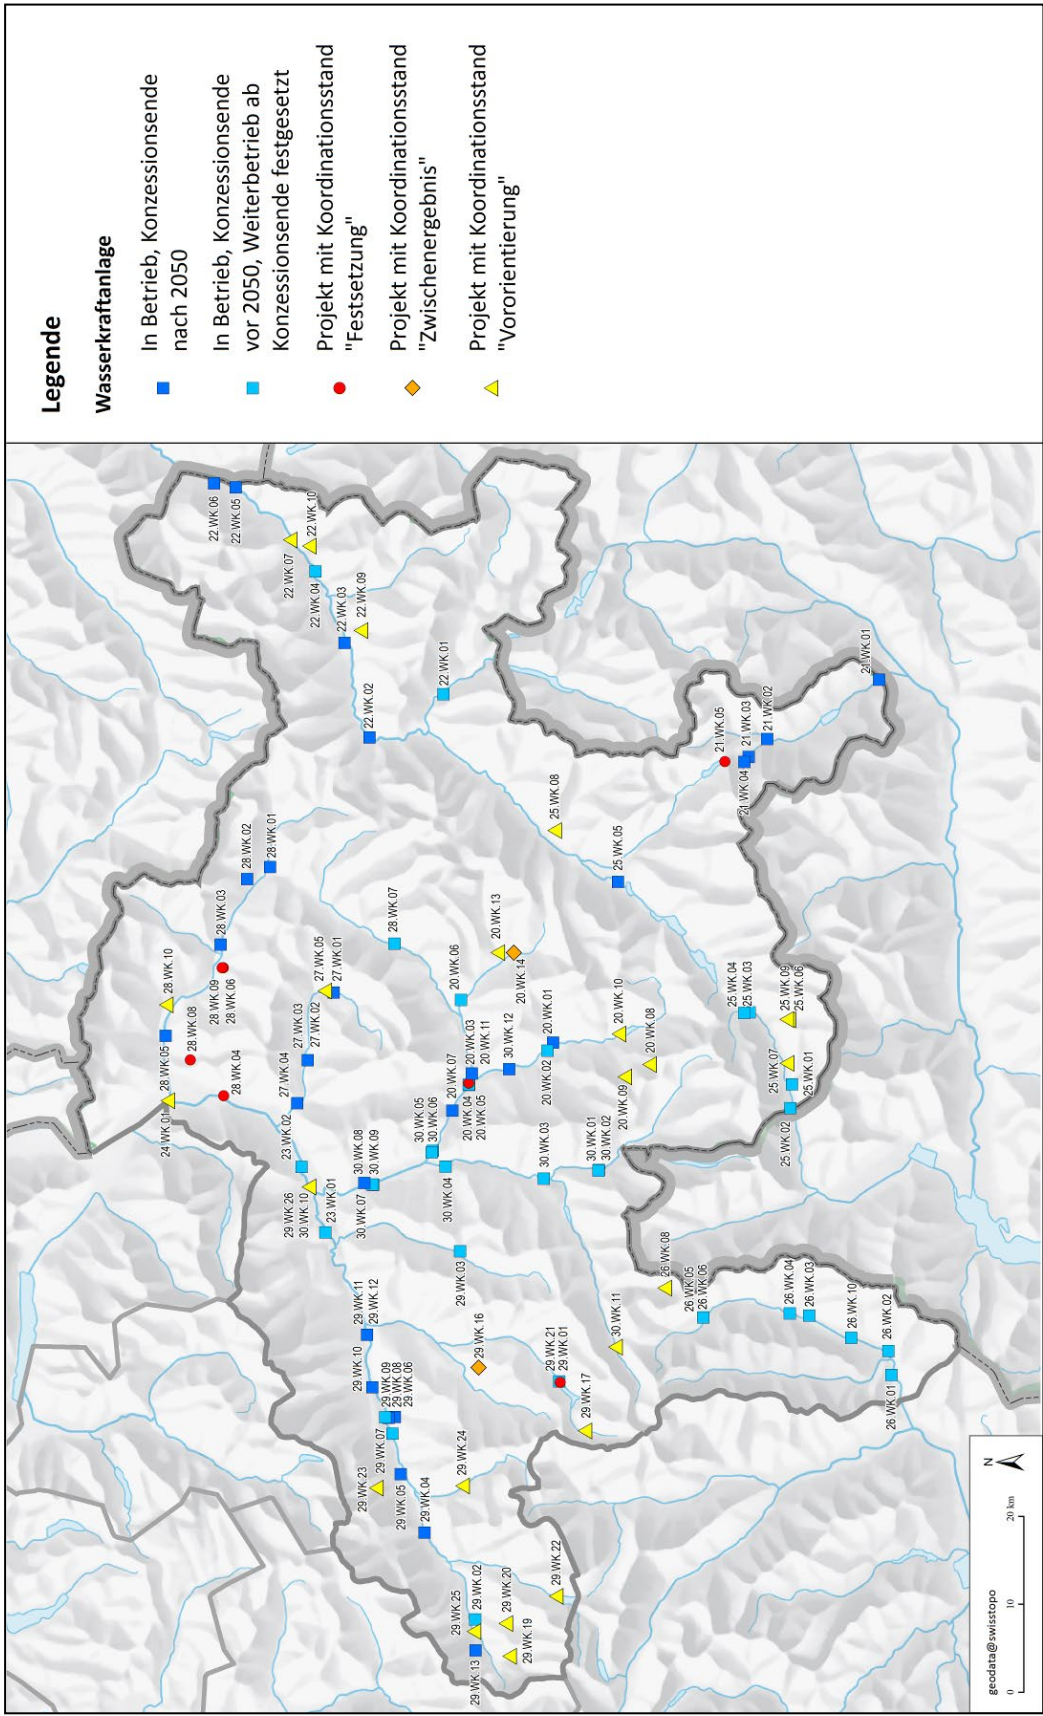 Legende
Wasserkraftanlage
In Betrieb, Konzessionsende
nach 2050
In Betrieb, Konzessionsende
vor 2050, Weiterbetrieb ab
Konzessionsende festgesetzt
Projekt mit Koordinationsstand
"Festsetzung"
Projekt mit Koordinationsstand
"Zwischenergebnis"
Projekt mit Koordinationsstand
"Vororientierung"
29.WK.13
29.WK.25
29.WK.02
29.WK.19
29.WK.20
29.WK.22
29.WK.04
29.WK.05
29.WK.23
29.WK.07
29.WK.09
29.WK.08
29.WK.06
29.WK.24
29.WK.10
29.WK.11
29.WK.12
29.WK.16
29.WK.17
29.WK.21
29.WK.01
29.WK.03
30.WK.11
23.WK.01
29.WK.26
30.WK.10
23.WK.02
30.WK.07
30.WK.08
30.WK.09
30.WK.04
30.WK.05
30.WK.06
30.WK.03
30.WK.01
30.WK.02
24.WK.01
28.WK.05
28.WK.08
28.WK.04
28.WK.10
28.WK.09
28.WK.06
28.WK.03
28.WK.02
28.WK.01
28.WK.07
27.WK.04
27.WK.03
27.WK.02
27.WK.05
27.WK.01
20.WK.07
20.WK.04
20.WK.05
20.WK.03
20.WK.11
20.WK.06
20.WK.13
20.WK.14
30.WK.12
20.WK.02
20.WK.01
20.WK.09
20.WK.10
20.WK.08
22.WK.06
22.WK.05
22.WK.07
22.WK.10
22.WK.04
22.WK.03
22.WK.09
22.WK.02
22.WK.01
25.WK.08
25.WK.05
25.WK.04
25.WK.03
25.WK.09
25.WK.06
25.WK.07
25.WK.01
25.WK.02
21.WK.05
21.WK.04
21.WK.03
21.WK.02
21.WK.01
26.WK.08
26.WK.05
26.WK.06
26.WK.04
26.WK.03
26.WK.10
26.WK.02
26.WK.01
N
geodata@swisstopo
0 10 20 km